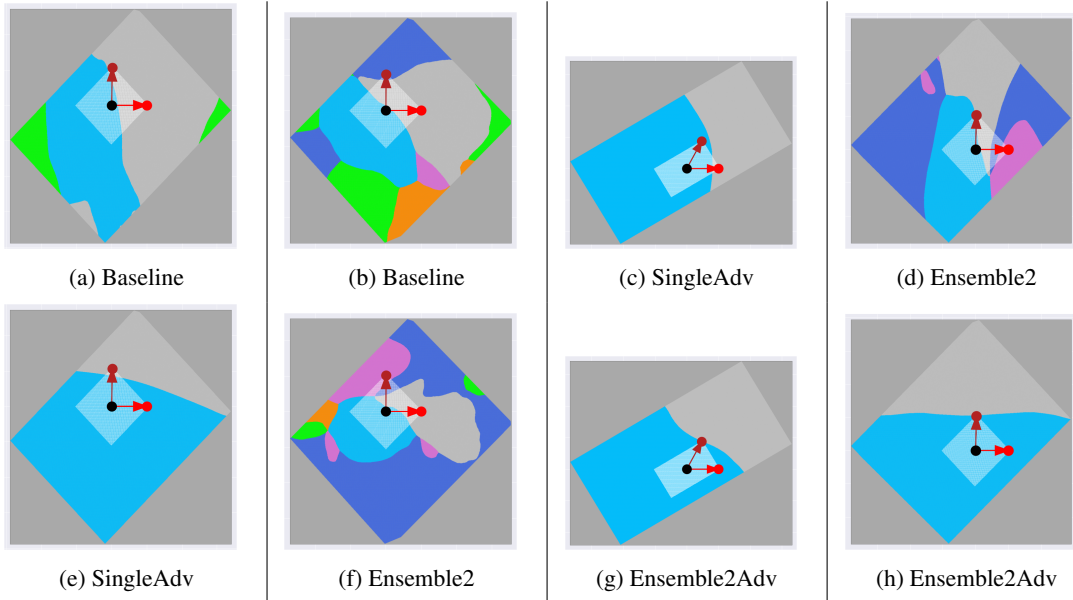 (a) Baseline
(b) Baseline
(c) SingleAdv
(d) Ensemble2
(e) SingleAdv
(f) Ensemble2
(g) Ensemble2Adv
(h) Ensemble2Adv